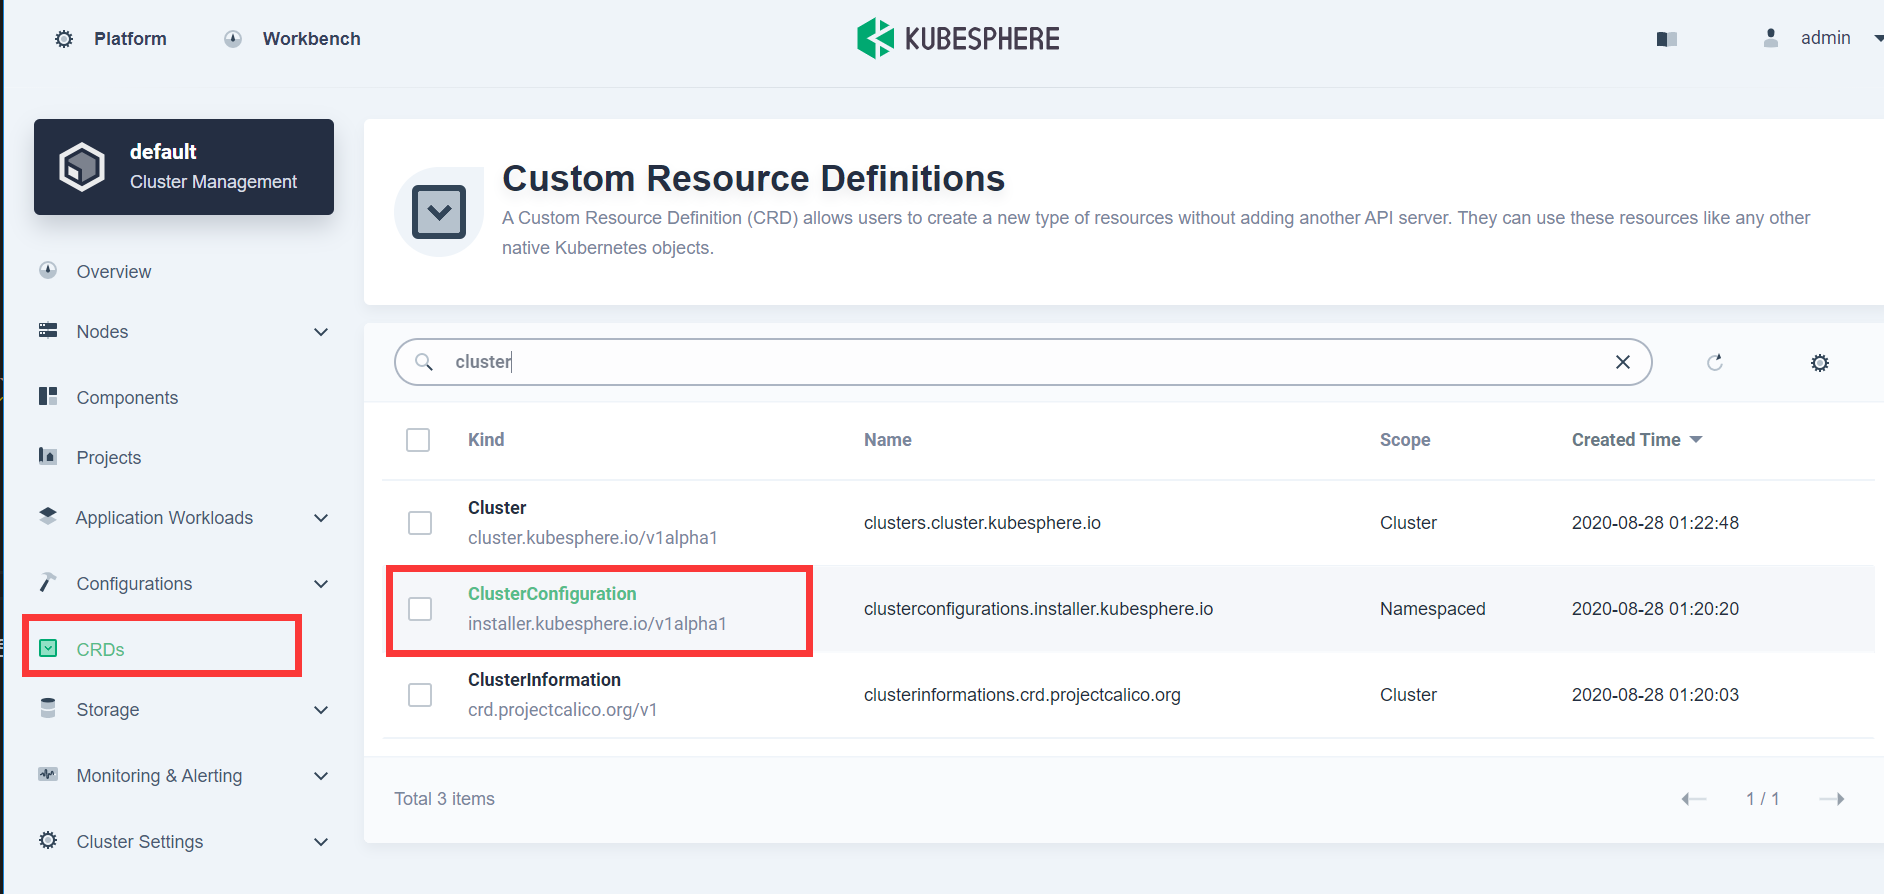 Platform
Workbench
KUBESPHERE
admin
default
Cluster Management
Overview
Nodes
Components
Projects
Application Workloads
Configurations
CRDs
Storage
Monitoring & Alerting
Cluster Settings
Custom Resource Definitions
A Custom Resource Definition (CRD) allows users to create a new type of resources without adding another API server. They can use these resources like any other
native Kubernetes objects.
cluster
Kind Name Scope Created Time
Cluster
cluster.kubesphere.io/v1alpha1
clusters.cluster.kubesphere.io Cluster 2020-08-28 01:22:48
ClusterConfiguration
installer.kubesphere.io/v1alpha1
clusterconfigurations.installer.kubesphere.io Namespaced 2020-08-28 01:20:20
ClusterInformation
crd.projectcalico.org/v1
clusterinformations.crd.projectcalico.org Cluster 2020-08-28 01:20:03
Total 3 items
1 / 1